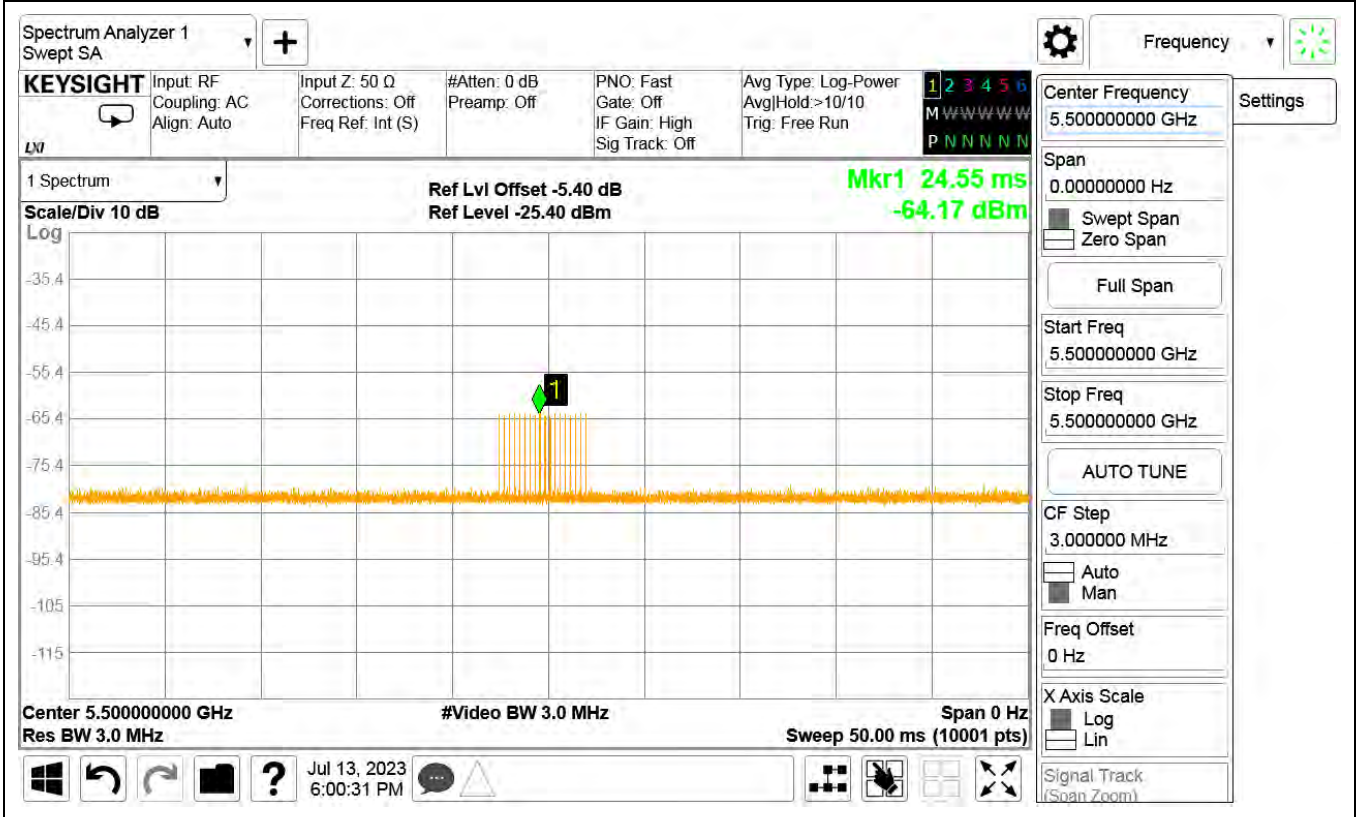 Spectrum Analyzer 1
Swept SA
+
Frequency
KEYSIGHT
LXI
Input: RF
Coupling: AC
Align: Auto
Input Z: 50 Ω
Corrections: Off
Freq Ref: Int (S)
#Atten: 0 dB
Preamp: Off
PNO: Fast
Gate: Off
IF Gain: High
Sig Track: Off
Avg Type: Log-Power
Avg|Hold:>10/10
Trig: Free Run
1 2 3 4 5 6
M W W W W W
P N N N N N
1 Spectrum
Scale/Div 10 dB
Log
Ref Lvl Offset -5.40 dB
Ref Level -25.40 dBm
Mkr1 24.55 ms
-64.17 dBm
-35.4
-45.4
-55.4
-65.4
-75.4
-85.4
-95.4
-105
-115
1
Center 5.500000000 GHz
Res BW 3.0 MHz
#Video BW 3.0 MHz
Span 0 Hz
Sweep 50.00 ms (10001 pts)
Center Frequency
5.500000000 GHz
Settings
Span
0.00000000 Hz
Swept Span
Zero Span
Full Span
Start Freq
5.500000000 GHz
Stop Freq
5.500000000 GHz
AUTO TUNE
CF Step
3.000000 MHz
Auto
Man
Freq Offset
0 Hz
X Axis Scale
Log
Lin
Signal Track
(Span Zoom)
?
Jul 13, 2023
6:00:31 PM